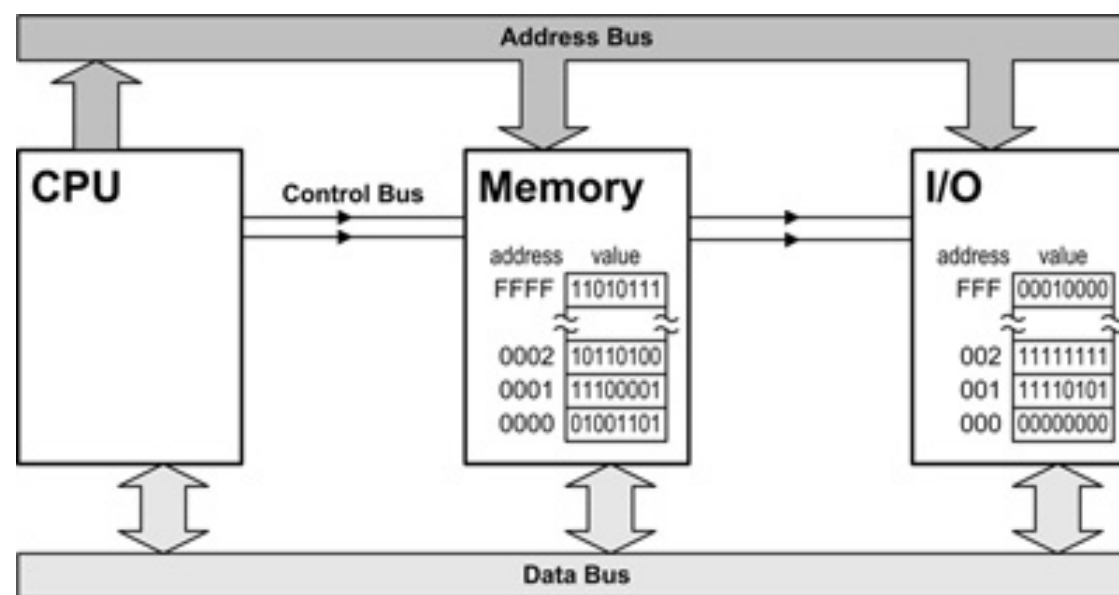 Address Bus
CPU
Control Bus
Memory
address value
FFFF 11010111
0002 10110100
0001 11100001
0000 01001101
I/O
address value
FFF 00010000
002 11111111
001 11110101
000 00000000
Data Bus